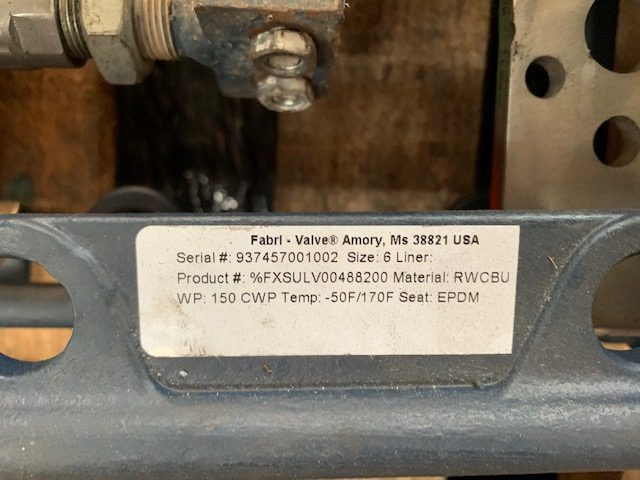 Fabri - Valve® Amory, Ms 38821 USA
Serial #: 937457001002 Size: 6 Liner:
Product #: %FXSULV00488200 Material: RWCBU
WP: 150 CWP Temp: -50F/170F Seat: EPDM